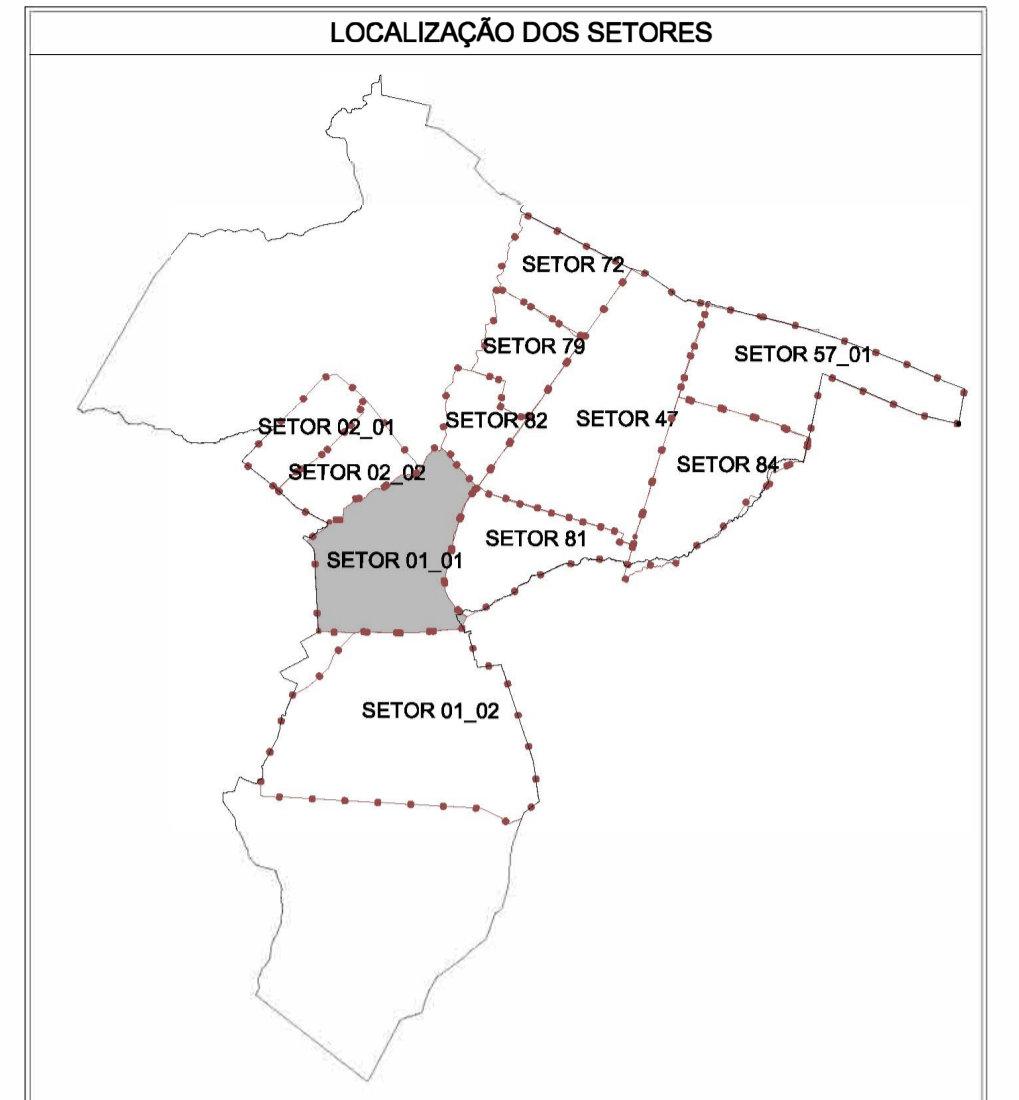 LOCALIZAÇÃO DOS SETORES
SETOR 72
SETOR 79
SETOR 57_01
SETOR 82
SETOR 47
SETOR 02_01
SETOR 84
SETOR 02_02
SETOR 81
SETOR 01_01
SETOR 01_02